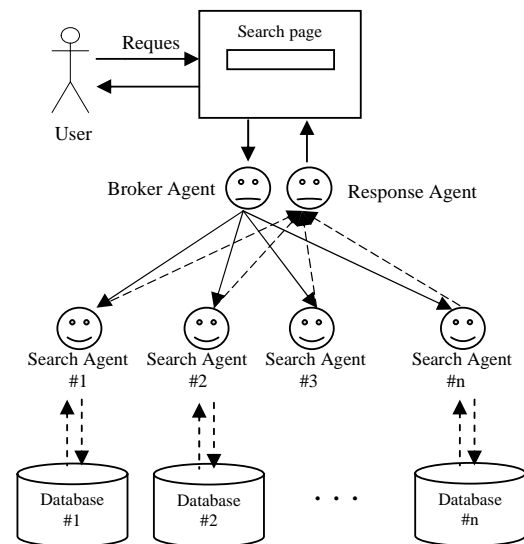 Reques
Search page
User
Broker Agent
Response Agent
Search Agent
#1
Search Agent
#2
Search Agent
#3
Search Agent
#n
Database
#1
Database
#2
. . .
Database
#n